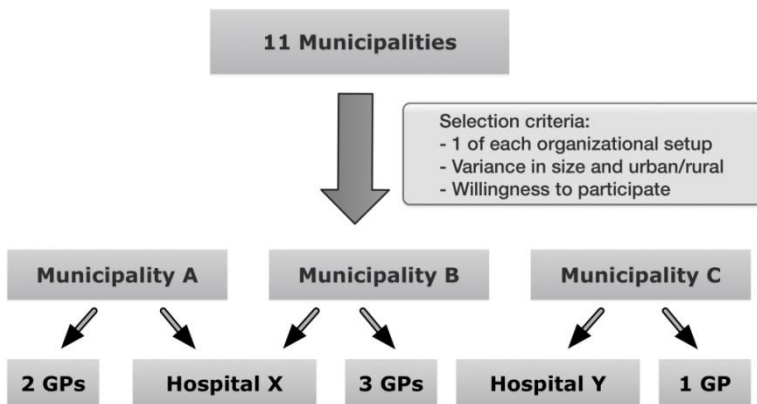 11 Municipalities
Selection criteria:
- 1 of each organizational setup
- Variance in size and urban/rural
- Willingness to participate
Municipality A
Municipality B
Municipality C
2 GPs
Hospital X
3 GPs
Hospital Y
1 GP